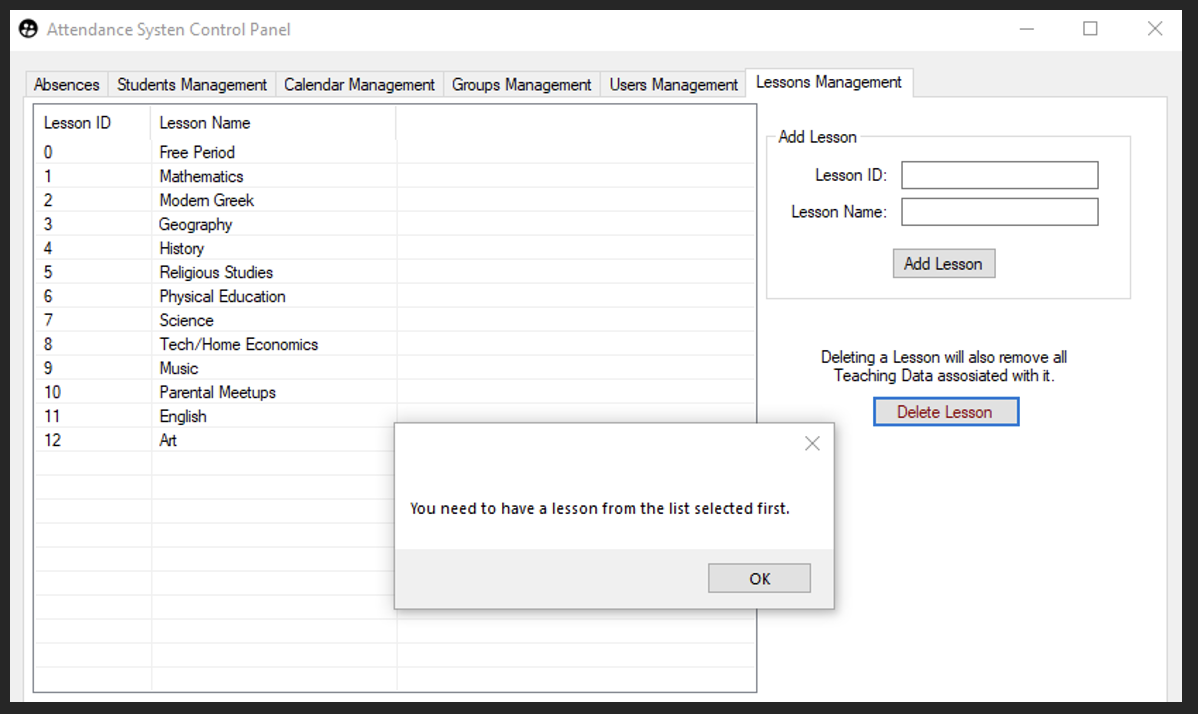 Attendance Systen Control Panel
Absences Students Management Calendar Management Groups Management Users Management Lessons Management
Lesson ID Lesson Name
0 Free Period
1 Mathematics
2 Modern Greek
3 Geography
4 History
5 Religious Studies
6 Physical Education
7 Science
8 Tech/Home Economics
9 Music
10 Parental Meetups
11 English
12 Art
Add Lesson
Lesson ID:
Lesson Name:
Add Lesson
Deleting a Lesson will also remove all
Teaching Data assosiated with it.
Delete Lesson
You need to have a lesson from the list selected first.
OK